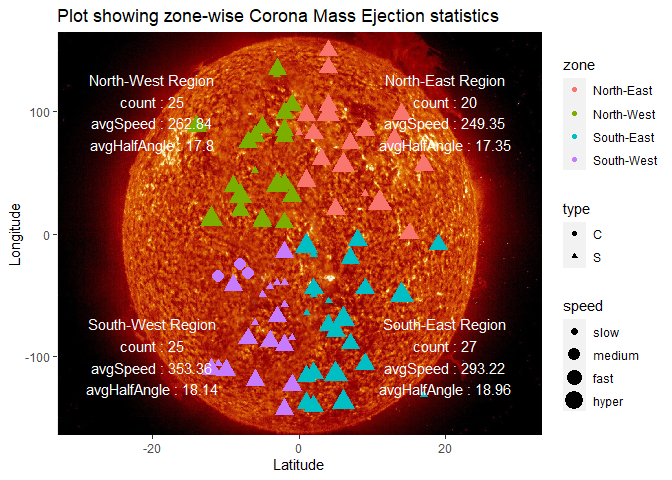 Plot showing zone-wise Corona Mass Ejection statistics
North-West Region
count : 25
avgSpeed : 262.84
avgHalfAngle : 17.8
North-East Region
count : 20
avgSpeed : 249.35
avgHalfAngle : 17.35
South-West Region
count : 25
avgSpeed : 353.36
avgHalfAngle : 18.14
South-East Region
count : 27
avgSpeed : 293.22
avgHalfAngle : 18.96
100
0
-100
Longitude
-20
0
20
Latitude
zone
North-East
North-West
South-East
South-West
type
C
S
speed
slow
medium
fast
hyper